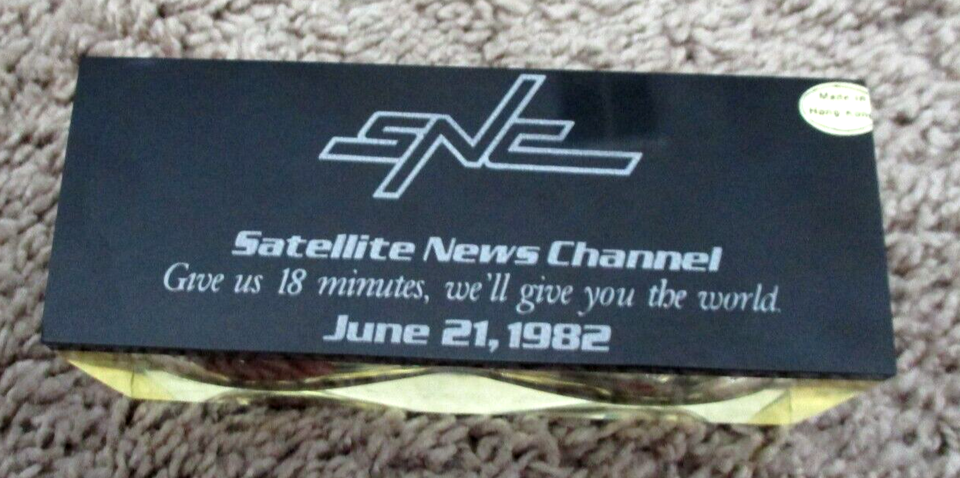 SNC
Made in
Hong Kong
Satellite News Channel
Give us 18 minutes, we'll give you the world.
June 21, 1982